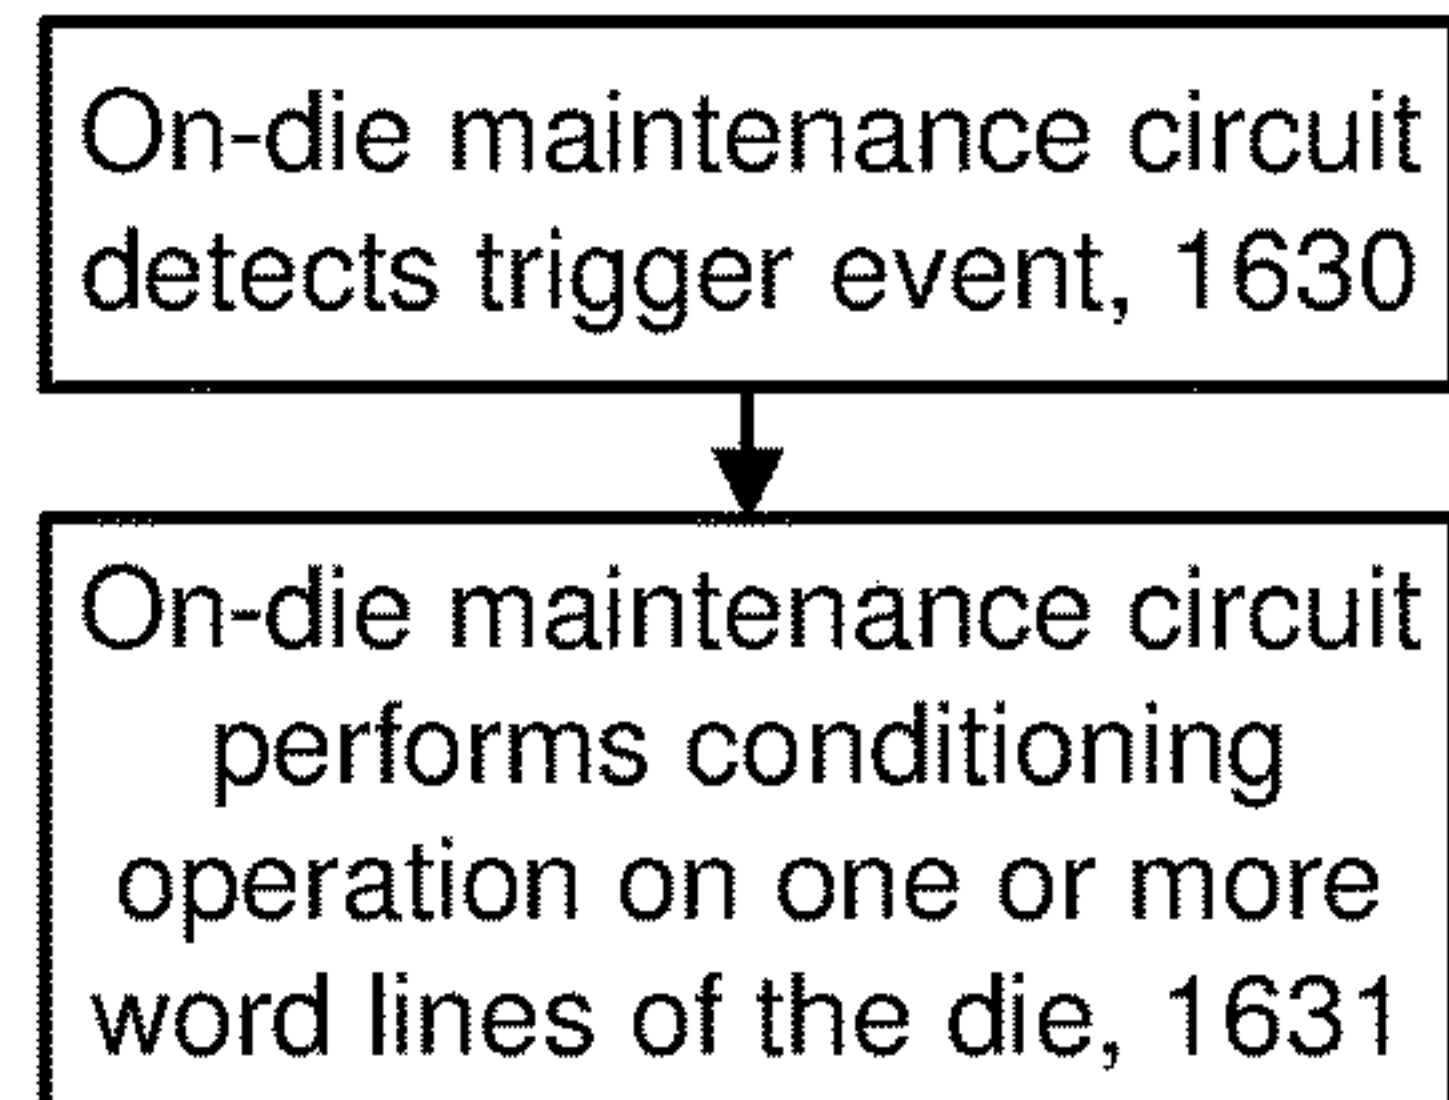 On-die maintenance circuit
detects trigger event, 1630
On-die maintenance circuit
performs conditioning
operation on one or more
word lines of the die, 1631